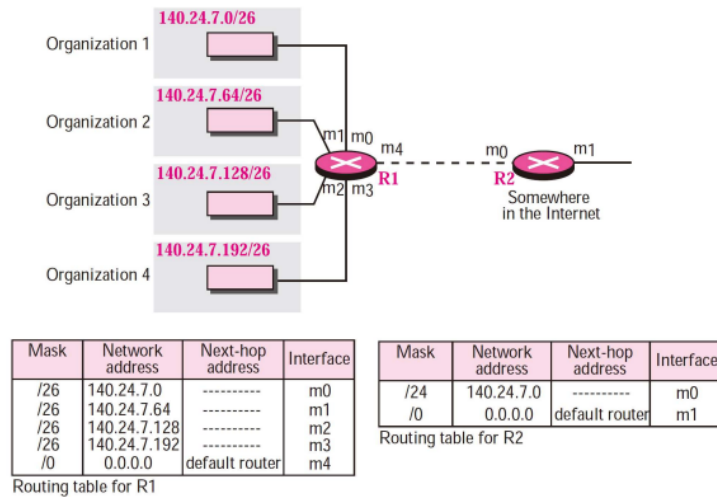 140.24.7.0/26
Organization 1
140.24.7.64/26
Organization 2
m1 m0
m4
m0
m1
140.24.7.128/26
m2 m3
R1
R2
Organization 3
Somewhere
in the Internet
140.24.7.192/26
Organization 4
Mask Network address Next-hop address Interface
/26 140.24.7.0 ---------- m0
/26 140.24.7.64 ---------- m1
/26 140.24.7.128 ---------- m2
/26 140.24.7.192 ---------- m3
/0 0.0.0.0 default router m4
Routing table for R1
Mask Network address Next-hop address Interface
/24 140.24.7.0 ---------- m0
/0 0.0.0.0 default router m1
Routing table for R2